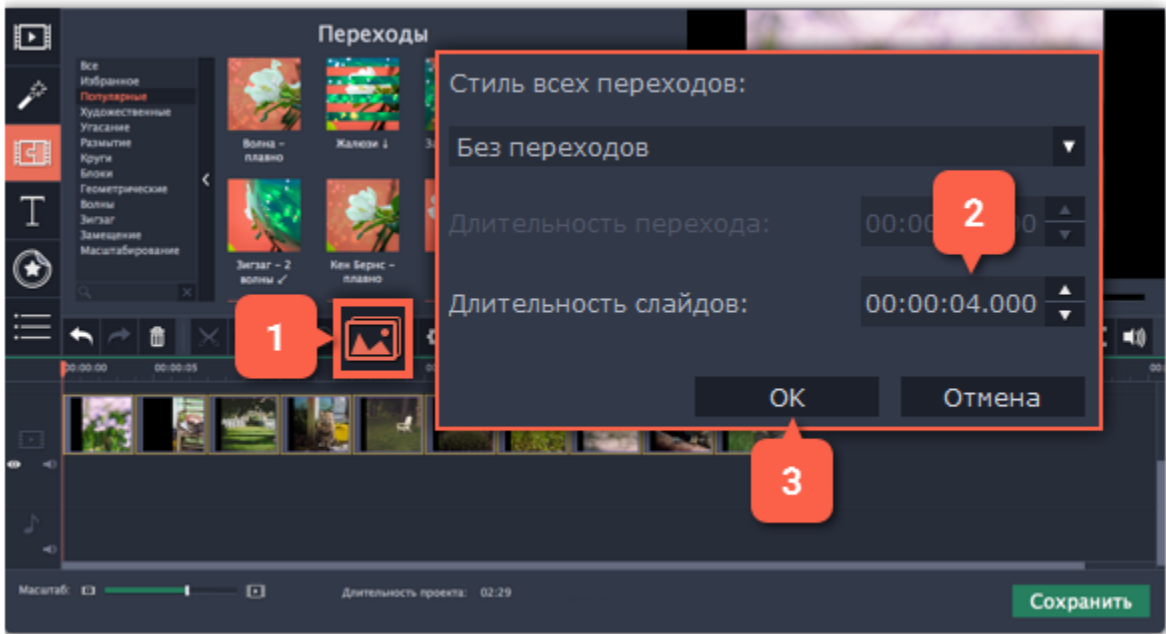 Переходы
Все
Избранное
Популярные
Художественные
Угасание
Размытие
Круги
Блоки
Геометрические
Волны
Зигзаг
Замещение
Масштабирование
Волна –
плавно
Жалюзи ↓
Зигзаг – 2
волны ↙
Кен Бернс –
плавно
Стиль всех переходов:
Без переходов
Длительность перехода:
2
Длительность слайдов:
00:00:04.000
OK
Отмена
1
3
00:00:00
00:00:05
Масштаб:
Длительность проекта: 02:29
Сохранить